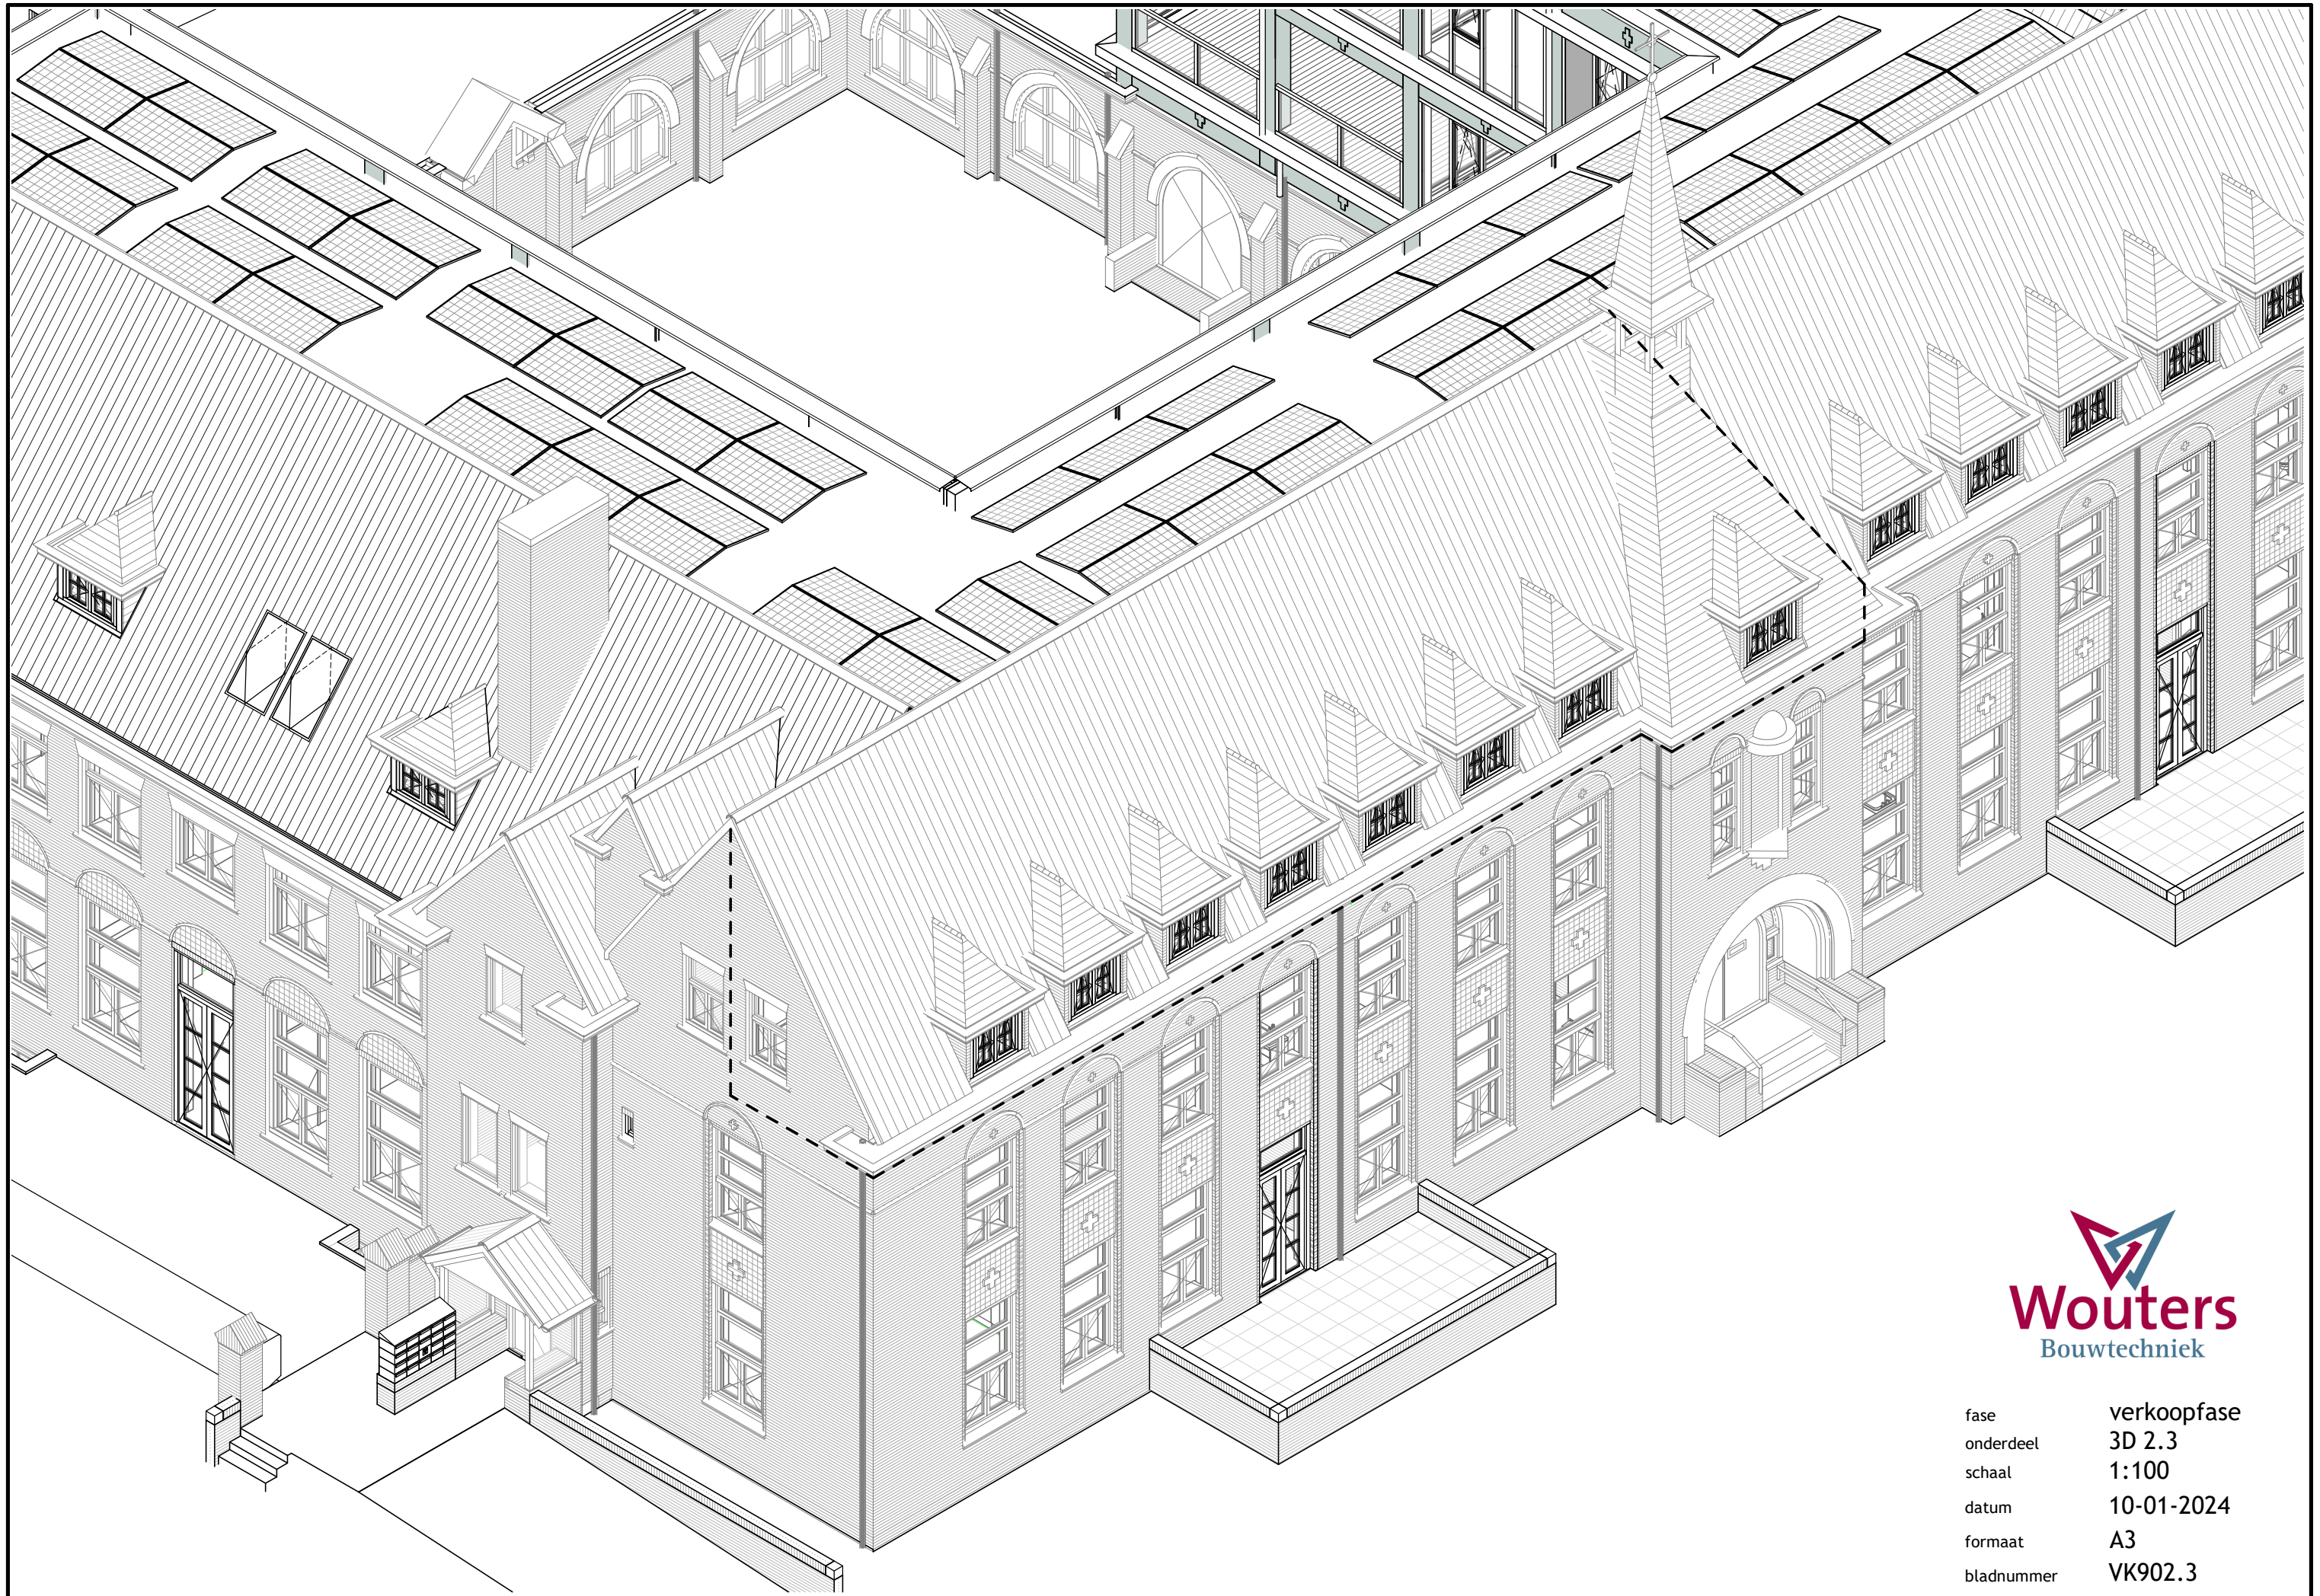 Wouters
Bouwtechniek
fase verkoopfase
onderdeel 3D 2.3
schaal 1:100
datum 10-01-2024
formaat A3
bladnummer VK902.3